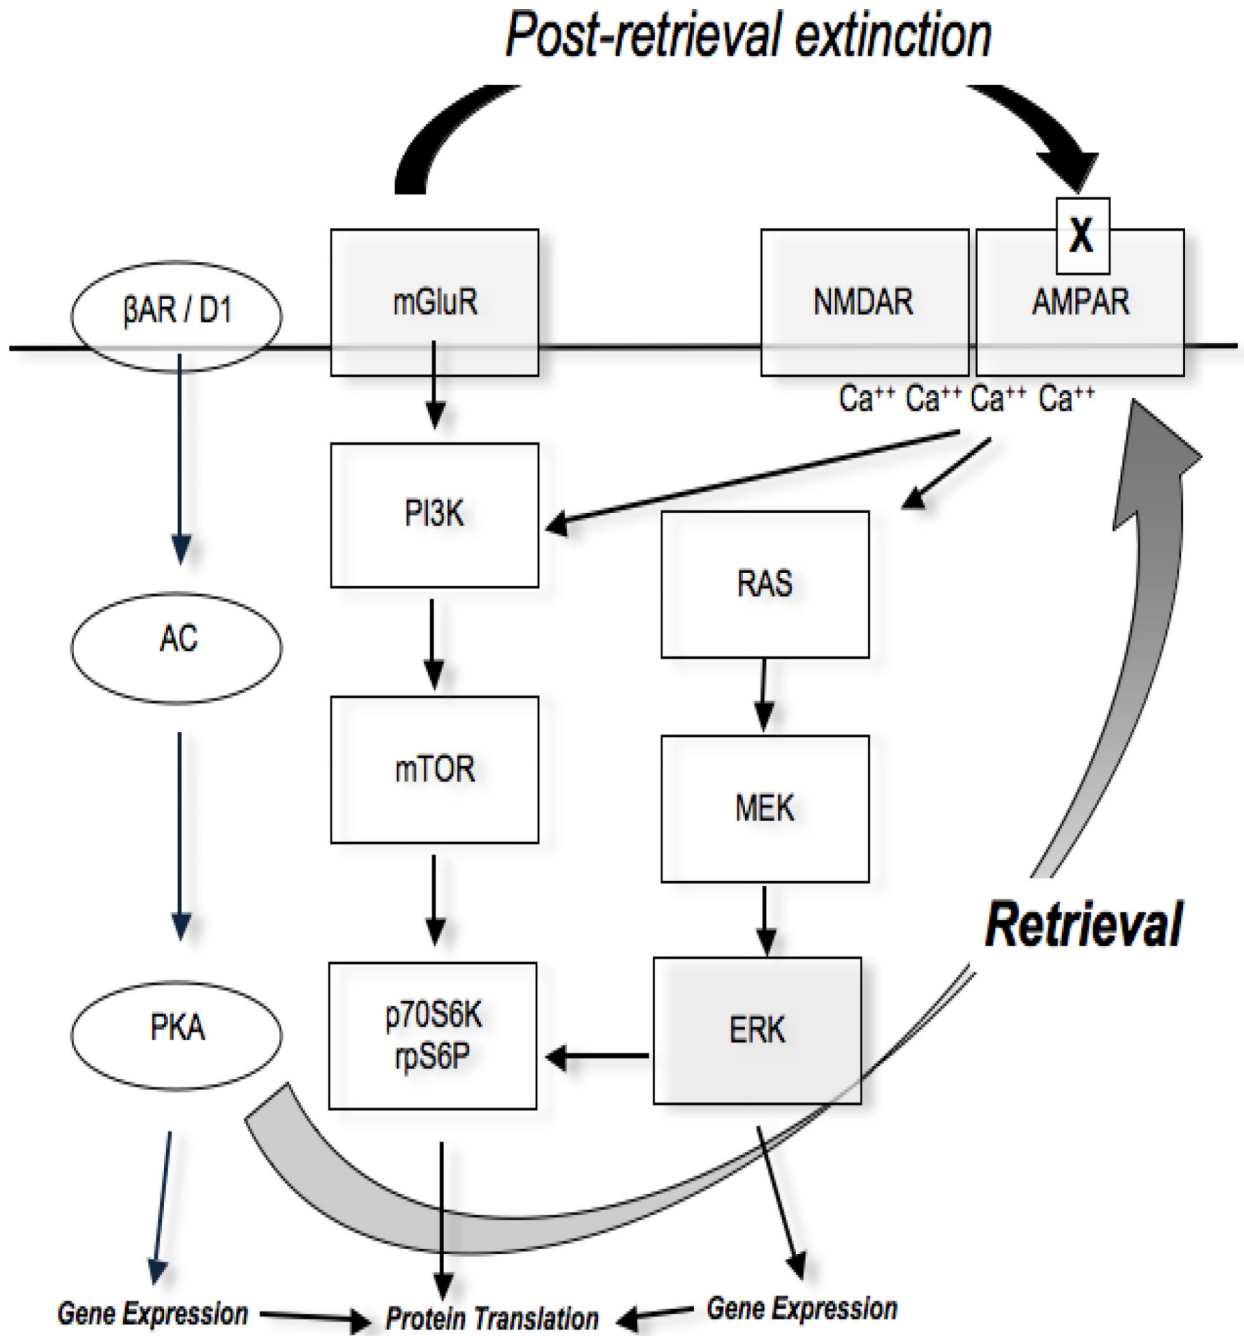 Post-retrieval extinction
X
βAR / D1
mGluR
NMDAR
AMPAR
Ca⁺⁺ Ca⁺⁺ Ca⁺⁺ Ca⁺⁺
PI3K
RAS
AC
mTOR
MEK
Retrieval
PKA
p70S6K
rpS6P
ERK
Gene Expression
Protein Translation
Gene Expression